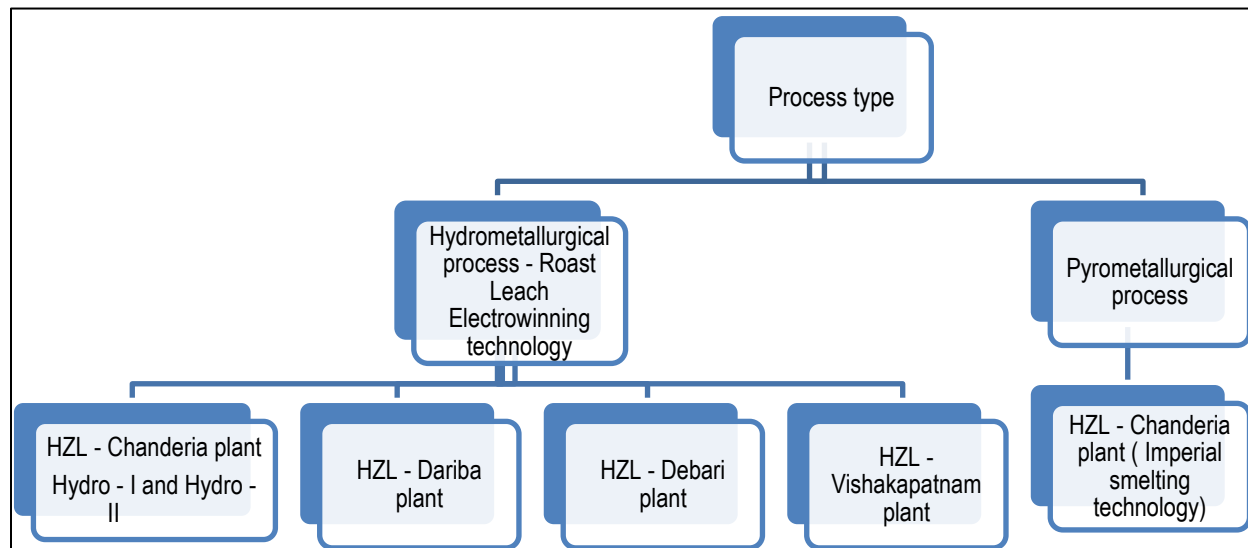 Process type
Hydrometallurgical
process - Roast
Leach
Electrowinning
technology
Pyrometallurgical
process
HZL - Chanderia plant
Hydro - I and Hydro -
II
HZL - Dariba
plant
HZL - Debari
plant
HZL -
Vishakapatnam
plant
HZL - Chanderia
plant ( Imperial
smelting
technology)